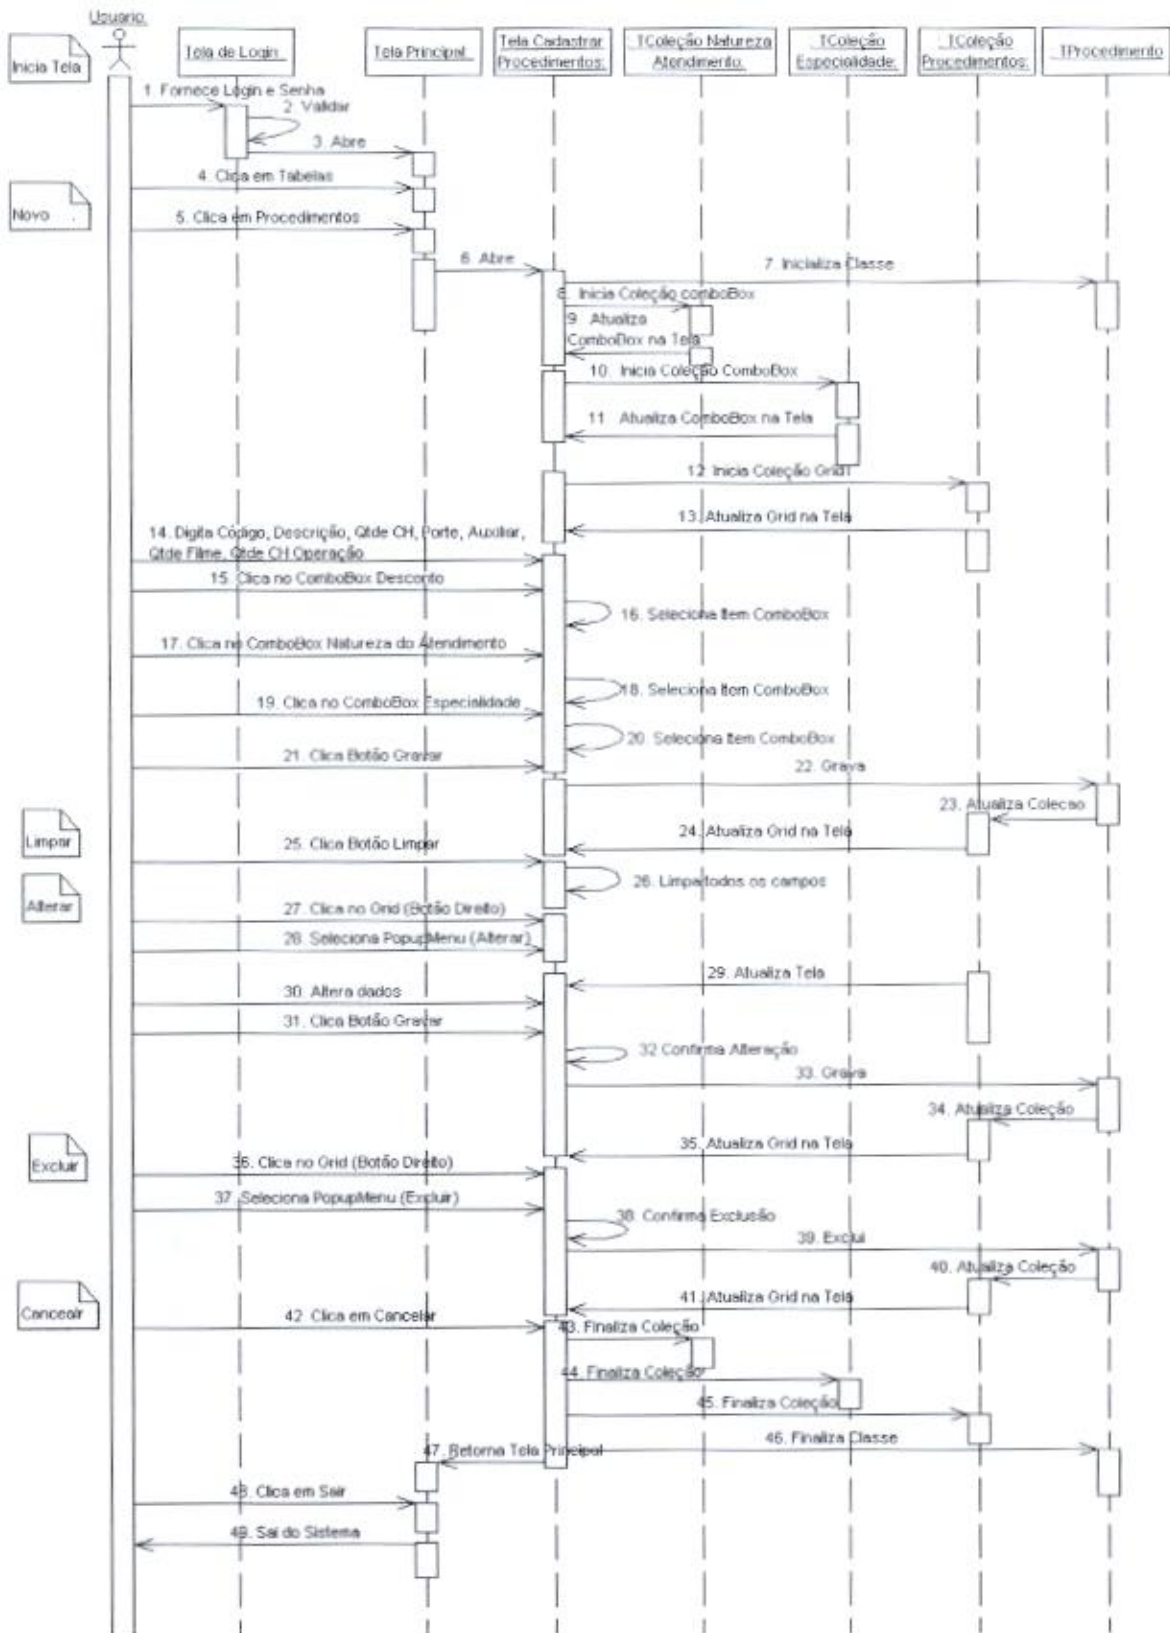 Usuario
Inicia Tela
Tela de Login
Tela Principal
Tela Cadastrar
Procedimentos:
TColeção Natureza
Atendimento:
TColeção
Especialidade:
TColeção
Procedimentos:
TProcedimento
1. Fornece Login e Senha
2. Validar
3. Abre
4. Clica em Tabelas
Novo
5. Clica em Procedimentos
6. Abre
7. Inicializa Classe
8. Inicia Coleção comboBox
9. Atualiza
ComboBox na Tela
10. Inicia Coleção ComboBox
11. Atualiza ComboBox na Tela
12. Inicia Coleção Grid
13. Atualiza Grid na Tela
14. Digita Código, Descrição, Qtde CH, Porte, Auxiliar,
Qtde Filme, Qtde CH Operação
15. Clica no ComboBox Desconto
16. Seleciona Item ComboBox
17. Clica no ComboBox Natureza do Atendimento
18. Seleciona Item ComboBox
19. Clica no ComboBox Especialidade
20. Seleciona Item ComboBox
21. Clica Botão Gravar
22. Grava
23. Atualiza Colecao
24. Atualiza Grid na Tela
Limpar
25. Clica Botão Limpar
26. Limpa todos os campos
Alterar
27. Clica no Grid (Botão Direito)
28. Seleciona PopupMenu (Alterar)
29. Atualiza Tela
30. Altera dados
31. Clica Botão Gravar
32 Confirma Alteração
33. Grava
34. Atualiza Coleção
35. Atualiza Grid na Tela
Excluir
36. Clica no Grid (Botão Direito)
37. Seleciona PopupMenu (Excluir)
38. Confirma Exclusão
39. Exclui
40. Atualiza Coleção
41. Atualiza Grid na Tela
Cancealr
42. Clica em Cancelar
43. Finaliza Coleção
44. Finaliza Coleção
45. Finaliza Coleção
46. Finaliza Classe
47. Retorna Tela Principal
48. Clica em Sair
49. Sai do Sistema